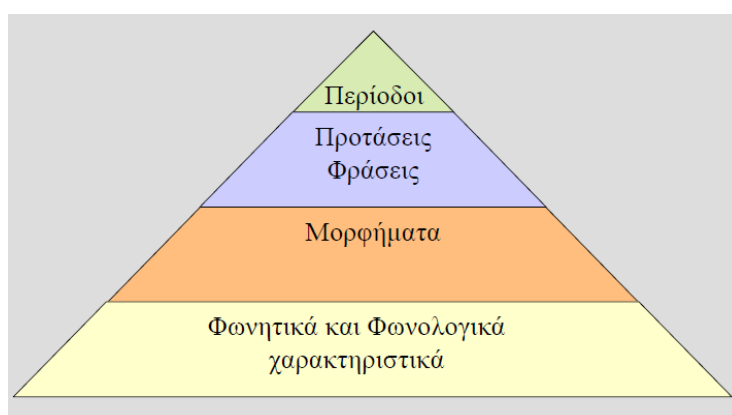 Περίοδοι
Προτάσεις
Φράσεις
Μορφήματα
Φωνητικά και Φωνολογικά
χαρακτηριστικά